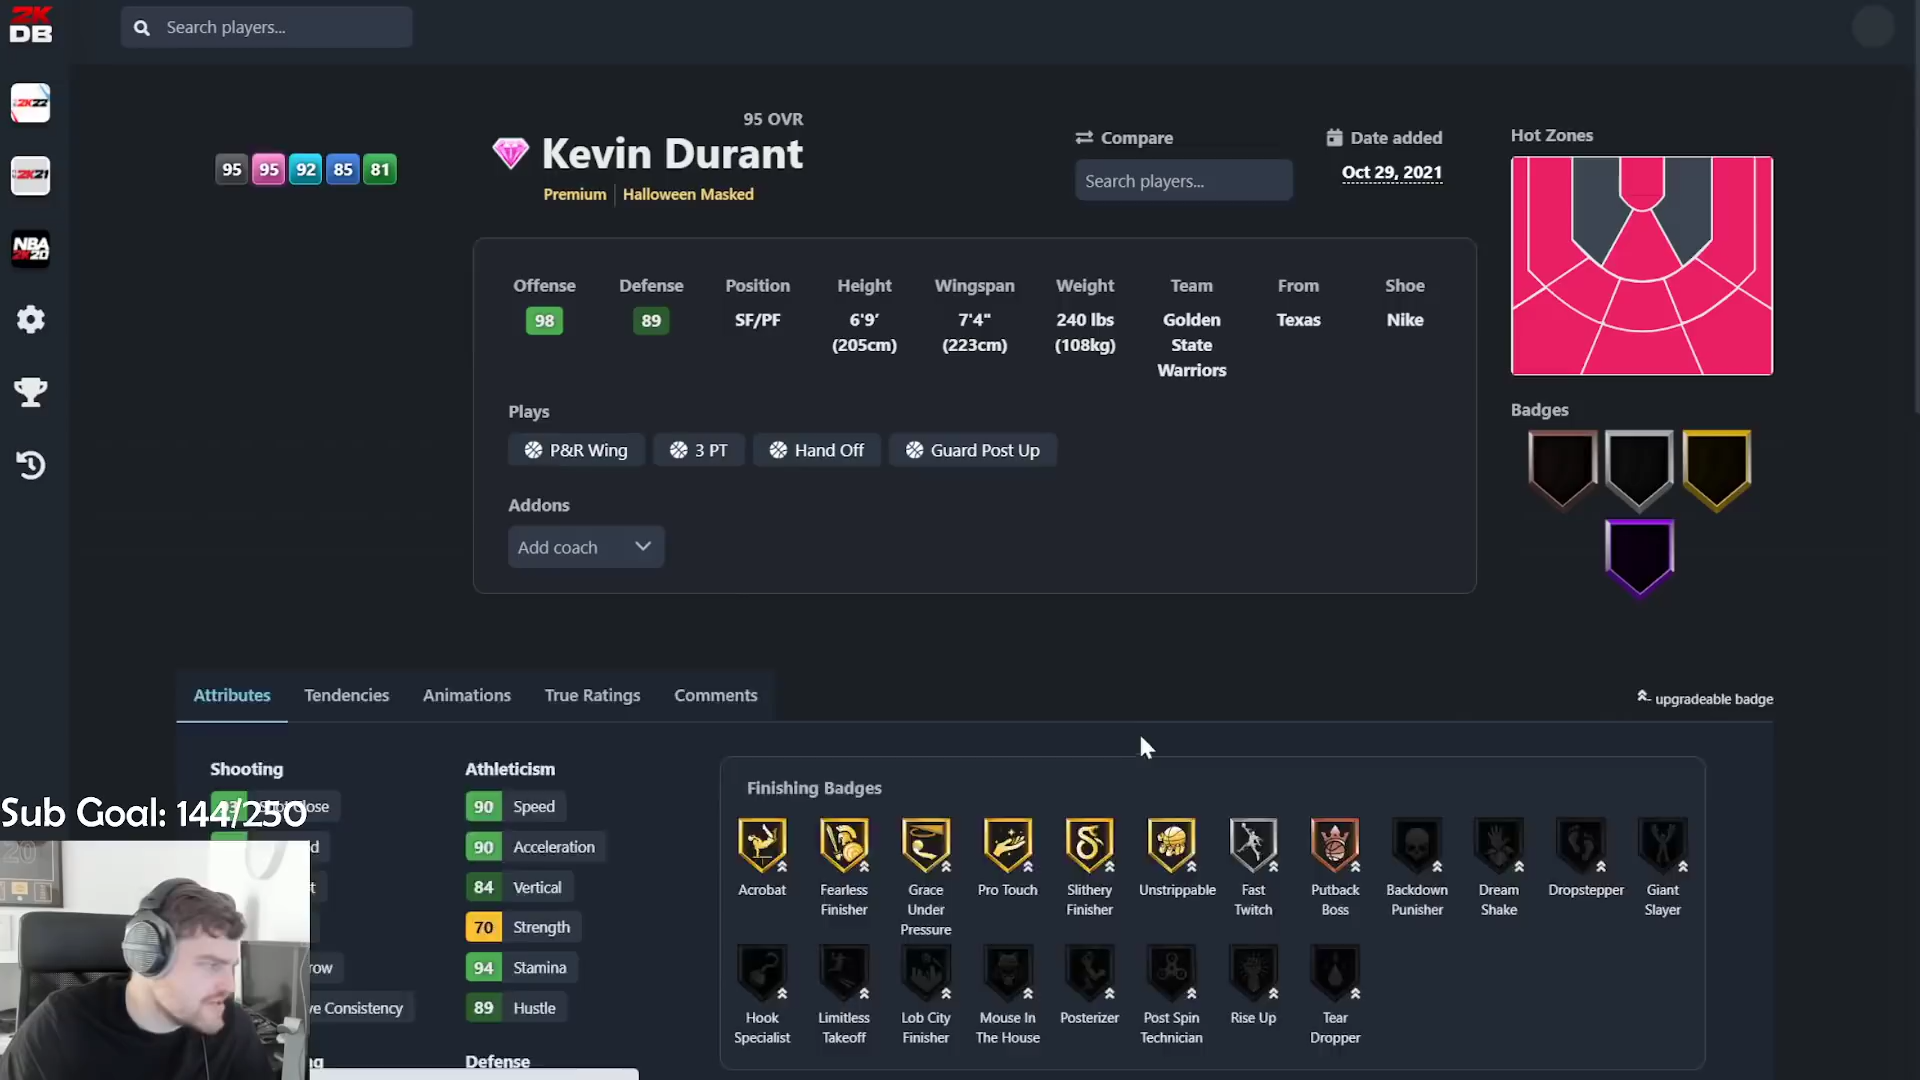 2K
DB
Search players...
2K22
2K21
NBA
2K20
95 OVR
Kevin Durant
Premium
Halloween Masked
95
95
92
85
81
Compare
Search players...
Date added
Oct 29, 2021
Hot Zones
Offense
Defense
Position
Height
Wingspan
Weight
Team
From
Shoe
98
89
SF/PF
6'9’
(205cm)
7'4"
(223cm)
240 lbs
(108kg)
Golden
State
Warriors
Texas
Nike
Plays
P&R Wing
3 PT
Hand Off
Guard Post Up
Addons
Add coach
Badges
Attributes
Tendencies
Animations
True Ratings
Comments
upgradeable badge
Shooting
Sub Goal: 144/250
ve Consistency
Athleticism
90 Speed
90 Acceleration
84 Vertical
70 Strength
94 Stamina
89 Hustle
Defense
Finishing Badges
Acrobat
Fearless
Finisher
Grace
Under
Pressure
Pro Touch
Slithery
Finisher
Unstrippable
Fast
Twitch
Putback
Boss
Backdown
Punisher
Dream
Shake
Dropstepper
Giant
Slayer
Hook
Specialist
Limitless
Takeoff
Lob City
Finisher
Mouse In
The House
Posterizer
Post Spin
Technician
Rise Up
Tear
Dropper